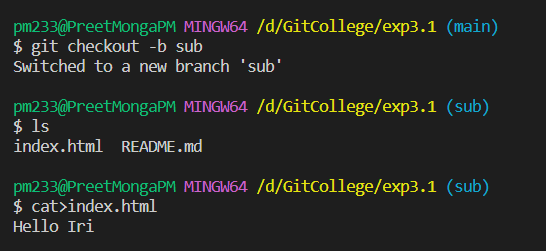 pm233@PreetMongaPM MINGW64 /d/GitCollege/exp3.1 (main)
$ git checkout -b sub
Switched to a new branch 'sub'
pm233@PreetMongaPM MINGW64 /d/GitCollege/exp3.1 (sub)
$ ls
index.html  README.md
pm233@PreetMongaPM MINGW64 /d/GitCollege/exp3.1 (sub)
$ cat>index.html
Hello Iri